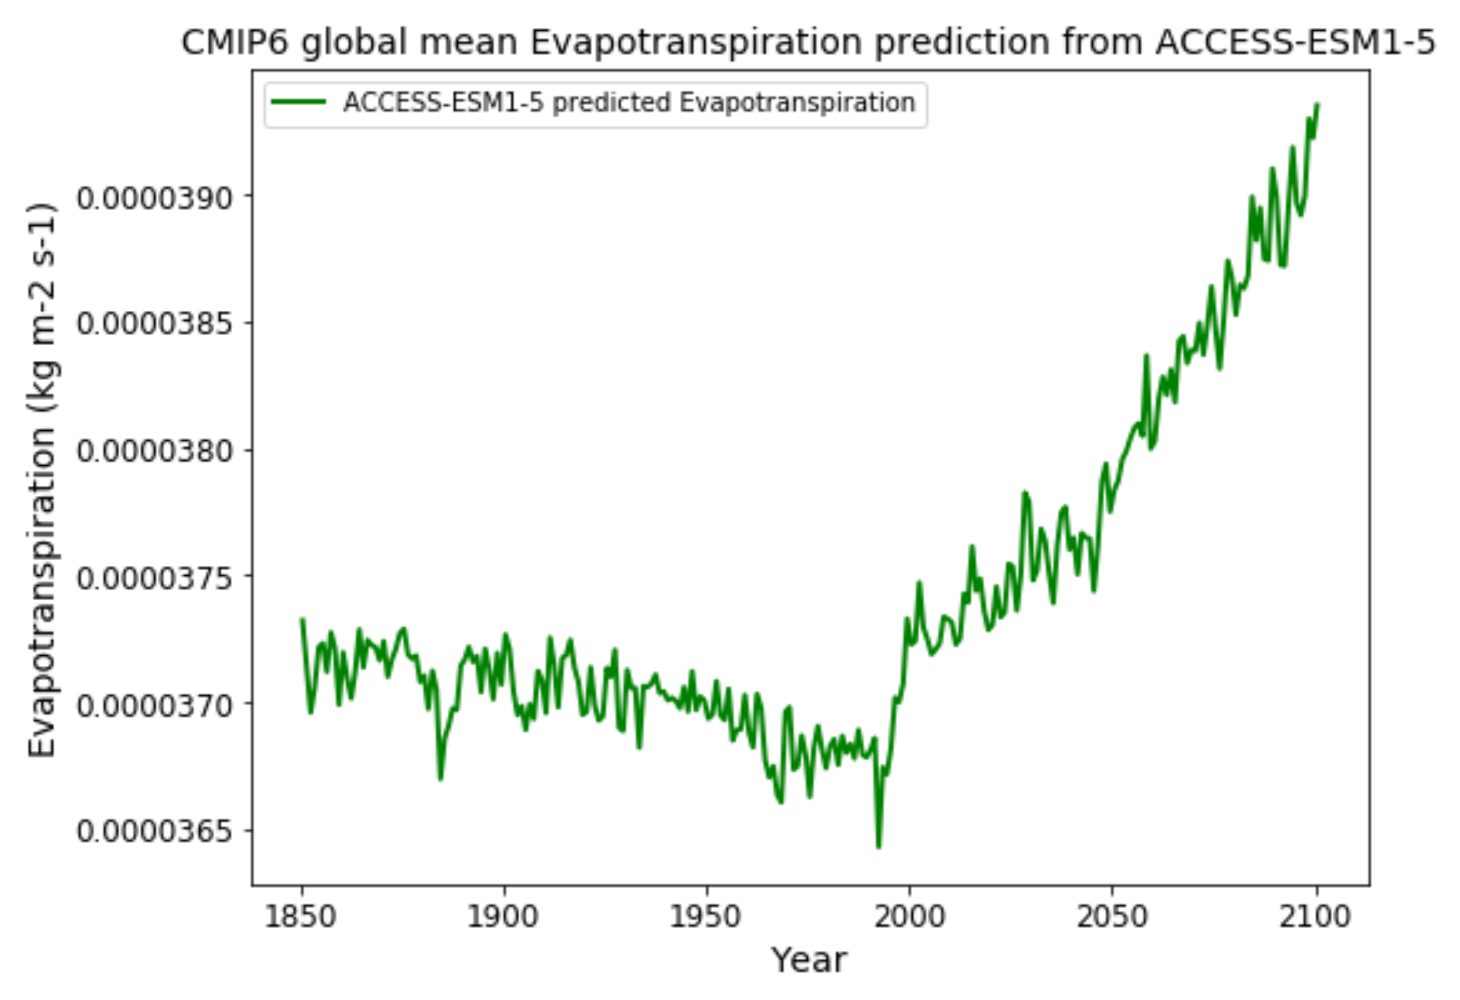 CMIP6 global mean Evapotranspiration prediction from ACCESS-ESM1-5
ACCESS-ESM1-5 predicted Evapotranspiration
Evapotranspiration (kg m-2 s-1)
0.0000390
0.0000385
0.0000380
0.0000375
0.0000370
0.0000365
1850 1900 1950 2000 2050 2100
Year